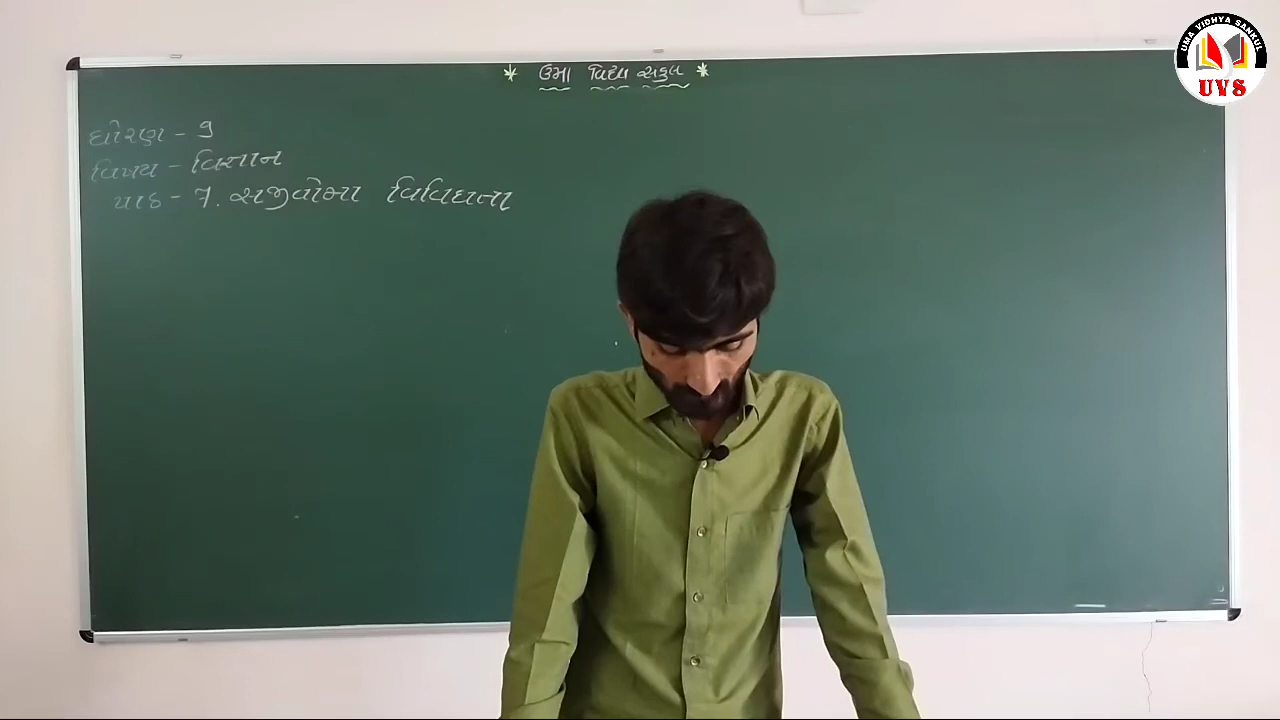 * ઉમા વિદ્યા સંકુલ *
ધોરણ - 9
વિષય - વિજ્ઞાન
પાઠ - 7. સજીવોમા વિવિધતા
UMA VIDHYA SANKUL
UVS